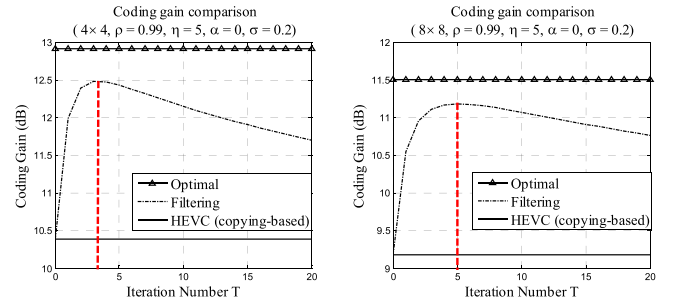 Coding gain comparison
( 4× 4, ρ = 0.99, η = 5, α = 0, σ = 0.2)
13
12.5
12
11.5
11
10.5
10
Coding Gain (dB)
Optimal
Filtering
HEVC (copying-based)
0
5
10
15
20
Iteration Number T
Coding gain comparison
( 8× 8, ρ = 0.99, η = 5, α = 0, σ = 0.2)
12
11.5
11
10.5
10
9.5
9
Coding Gain (dB)
Optimal
Filtering
HEVC (copying-based)
0
5
10
15
20
Iteration Number T